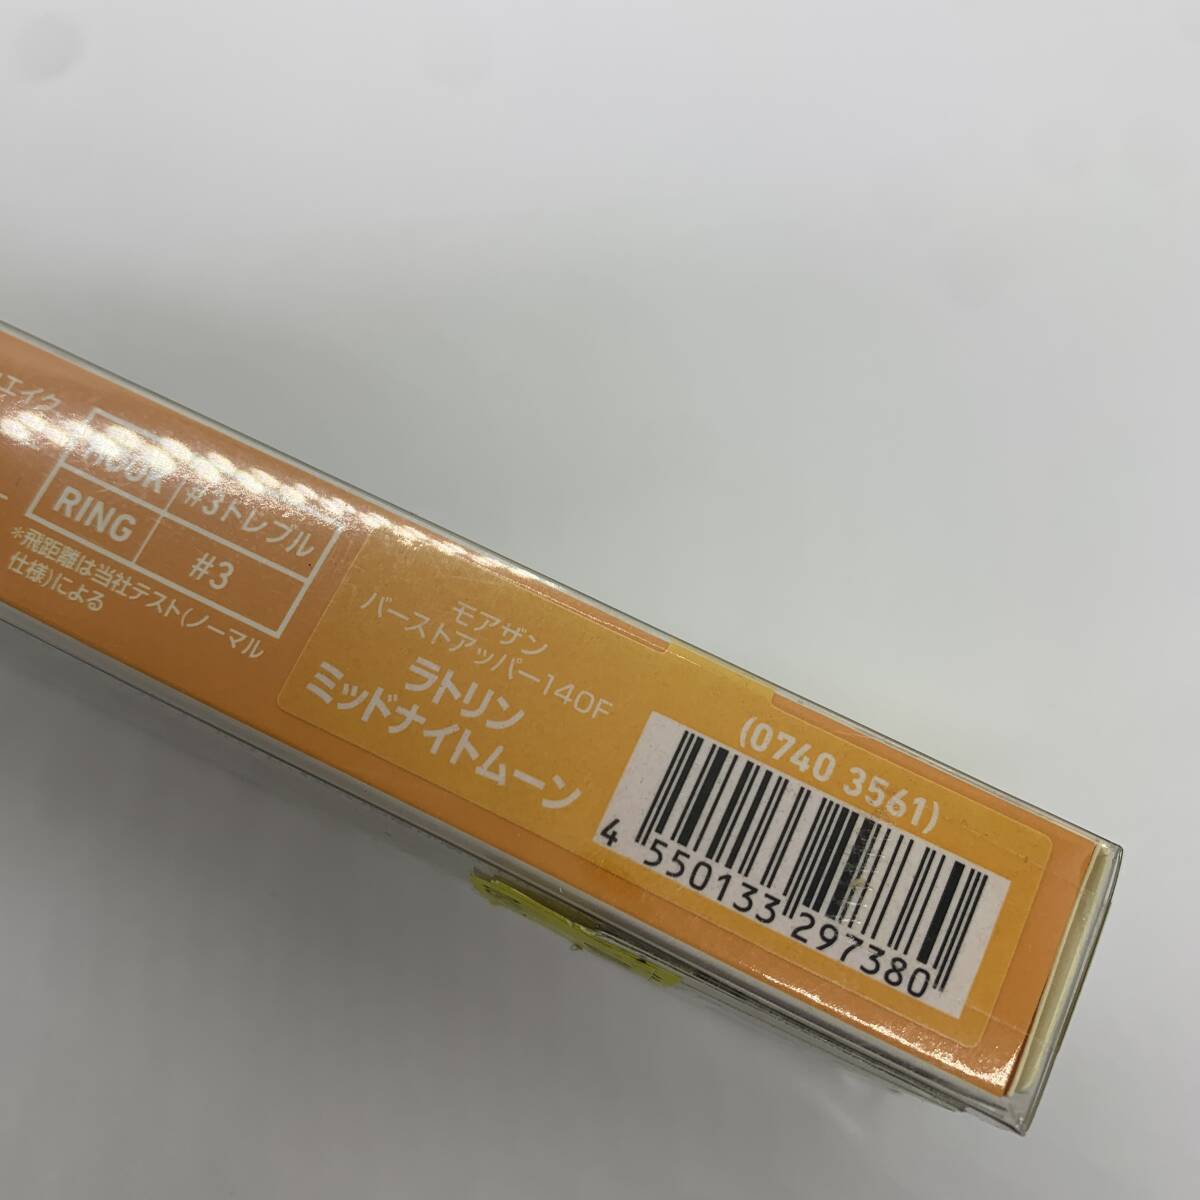 エイク
HOOK #3トレブル
RING #3
*飛距離は当社テスト(ノーマル
仕様)による
モアザン
バーストアッパー140F
ラトリン
ミッドナイトムーン
(0740 3561)
4 550133 297380